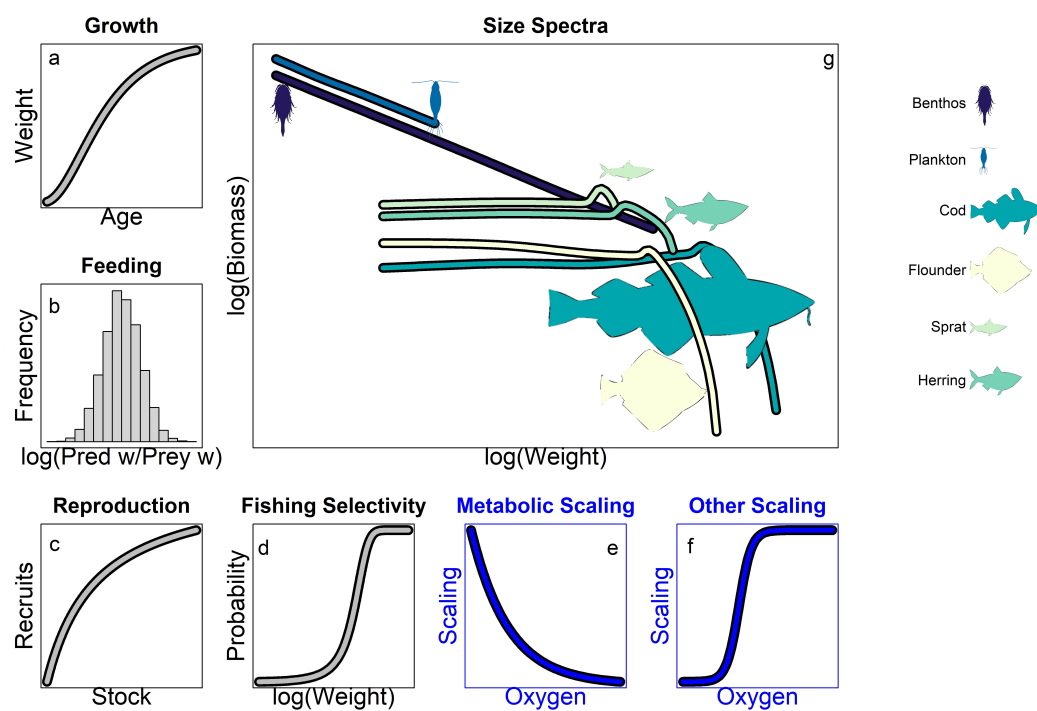 Growth
a
Weight
Age
Size Spectra
g
log(Biomass)
log(Weight)
Benthos
Plankton
Cod
Flounder
Sprat
Herring
Feeding
b
Frequency
log(Pred w/Prey w)
Reproduction
c
Recruits
Stock
Fishing Selectivity
d
Probability
log(Weight)
Metabolic Scaling
e
Scaling
Oxygen
Other Scaling
f
Scaling
Oxygen